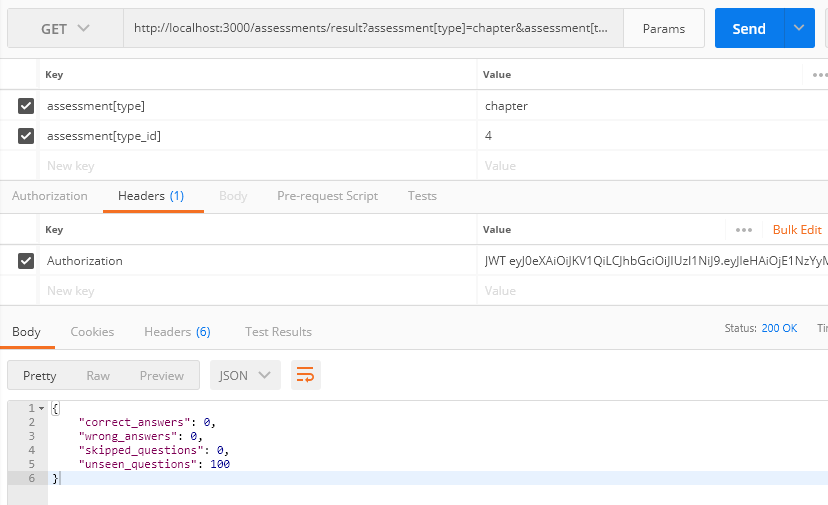 GET http://localhost:3000/assessments/result?assessment[type]=chapter&assessment[t... Params Send
Key Value
assessment[type] chapter
assessment[type_id] 4
New key Value
Authorization Headers (1) Body Pre-request Script Tests
Key Value Bulk Edit
Authorization JWT
New key Value
Body Cookies Headers (6) Test Results Status: 200 OK
Pretty Raw Preview JSON
1 {
2 "correct_answers": 0,
3 "wrong_answers": 0,
4 "skipped_questions": 0,
5 "unseen_questions": 100
6 }